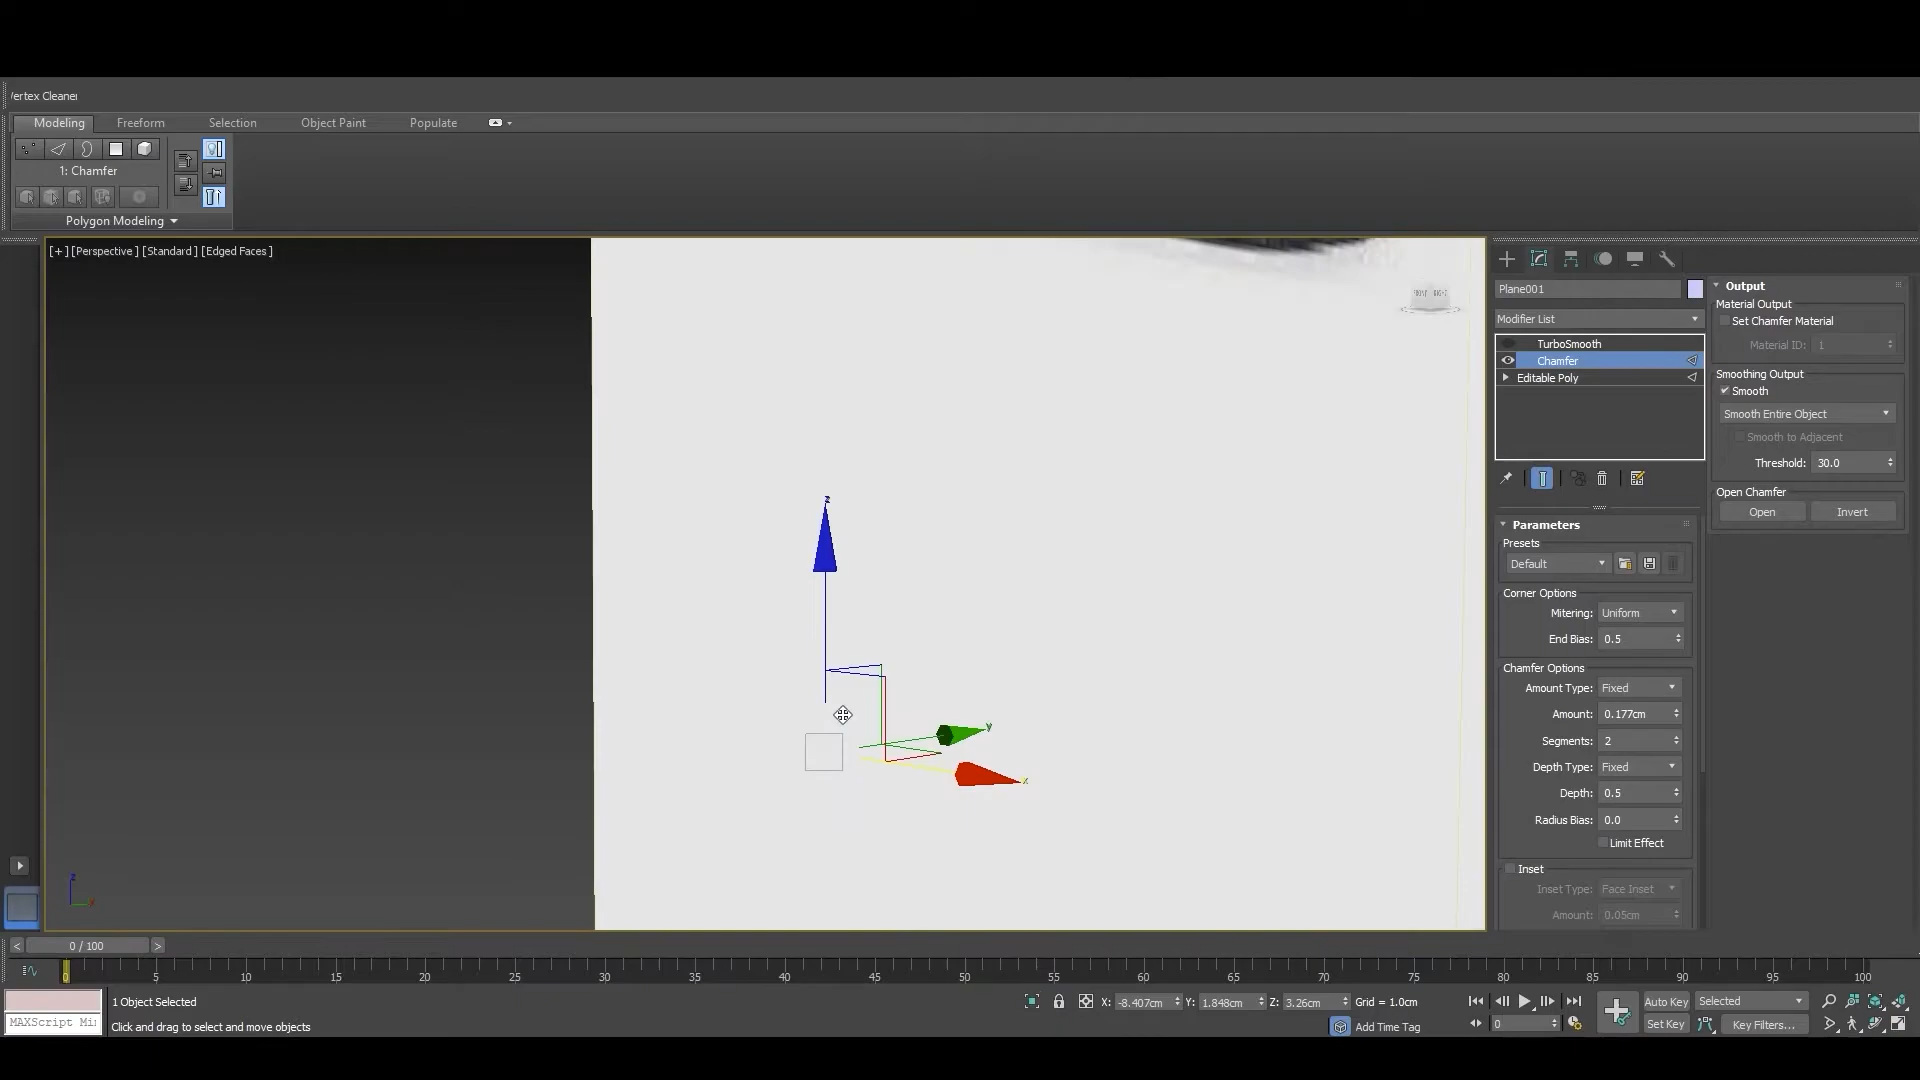 Vertex Cleaner
Modeling Freeform Selection Object Paint Populate
1: Chamfer
Polygon Modeling
[+] [Perspective] [Standard] [Edged Faces]
z
y
x
FRONT RIGHT
Plane001
Modifier List
TurboSmooth
Chamfer
Editable Poly
Parameters
Presets
Default
Corner Options
Mitering: Uniform
End Bias: 0.5
Chamfer Options
Amount Type: Fixed
Amount: 0.177cm
Segments: 2
Depth Type: Fixed
Depth: 0.5
Radius Bias: 0.0
Limit Effect
Inset
Inset Type: Face Inset
Amount: 0.05cm
Output
Material Output
Set Chamfer Material
Material ID: 1
Smoothing Output
Smooth
Smooth Entire Object
Smooth to Adjacent
Threshold: 30.0
Open Chamfer
Open Invert
z
< 0 / 100 >
0 5 10 15 20 25 30 35 40 45 50 55 60 65 70 75 80 85 90 95 100
1 Object Selected
X: -8.407cm Y: 1.848cm Z: 3.26cm Grid = 1.0cm
Auto Key Selected
MAXScript Mi
Click and drag to select and move objects
Add Time Tag
0
Set Key Key Filters...